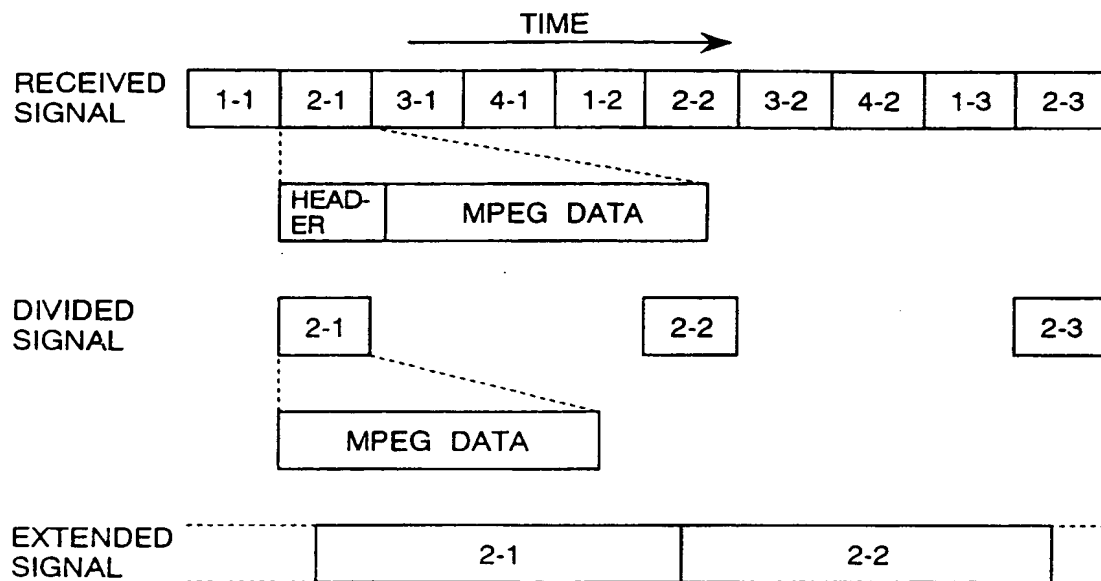 TIME
RECEIVED
SIGNAL
1-1 2-1 3-1 4-1 1-2 2-2 3-2 4-2 1-3 2-3
HEAD-
ER
MPEG DATA
DIVIDED
SIGNAL
2-1 2-2 2-3
MPEG DATA
EXTENDED
SIGNAL
2-1 2-2